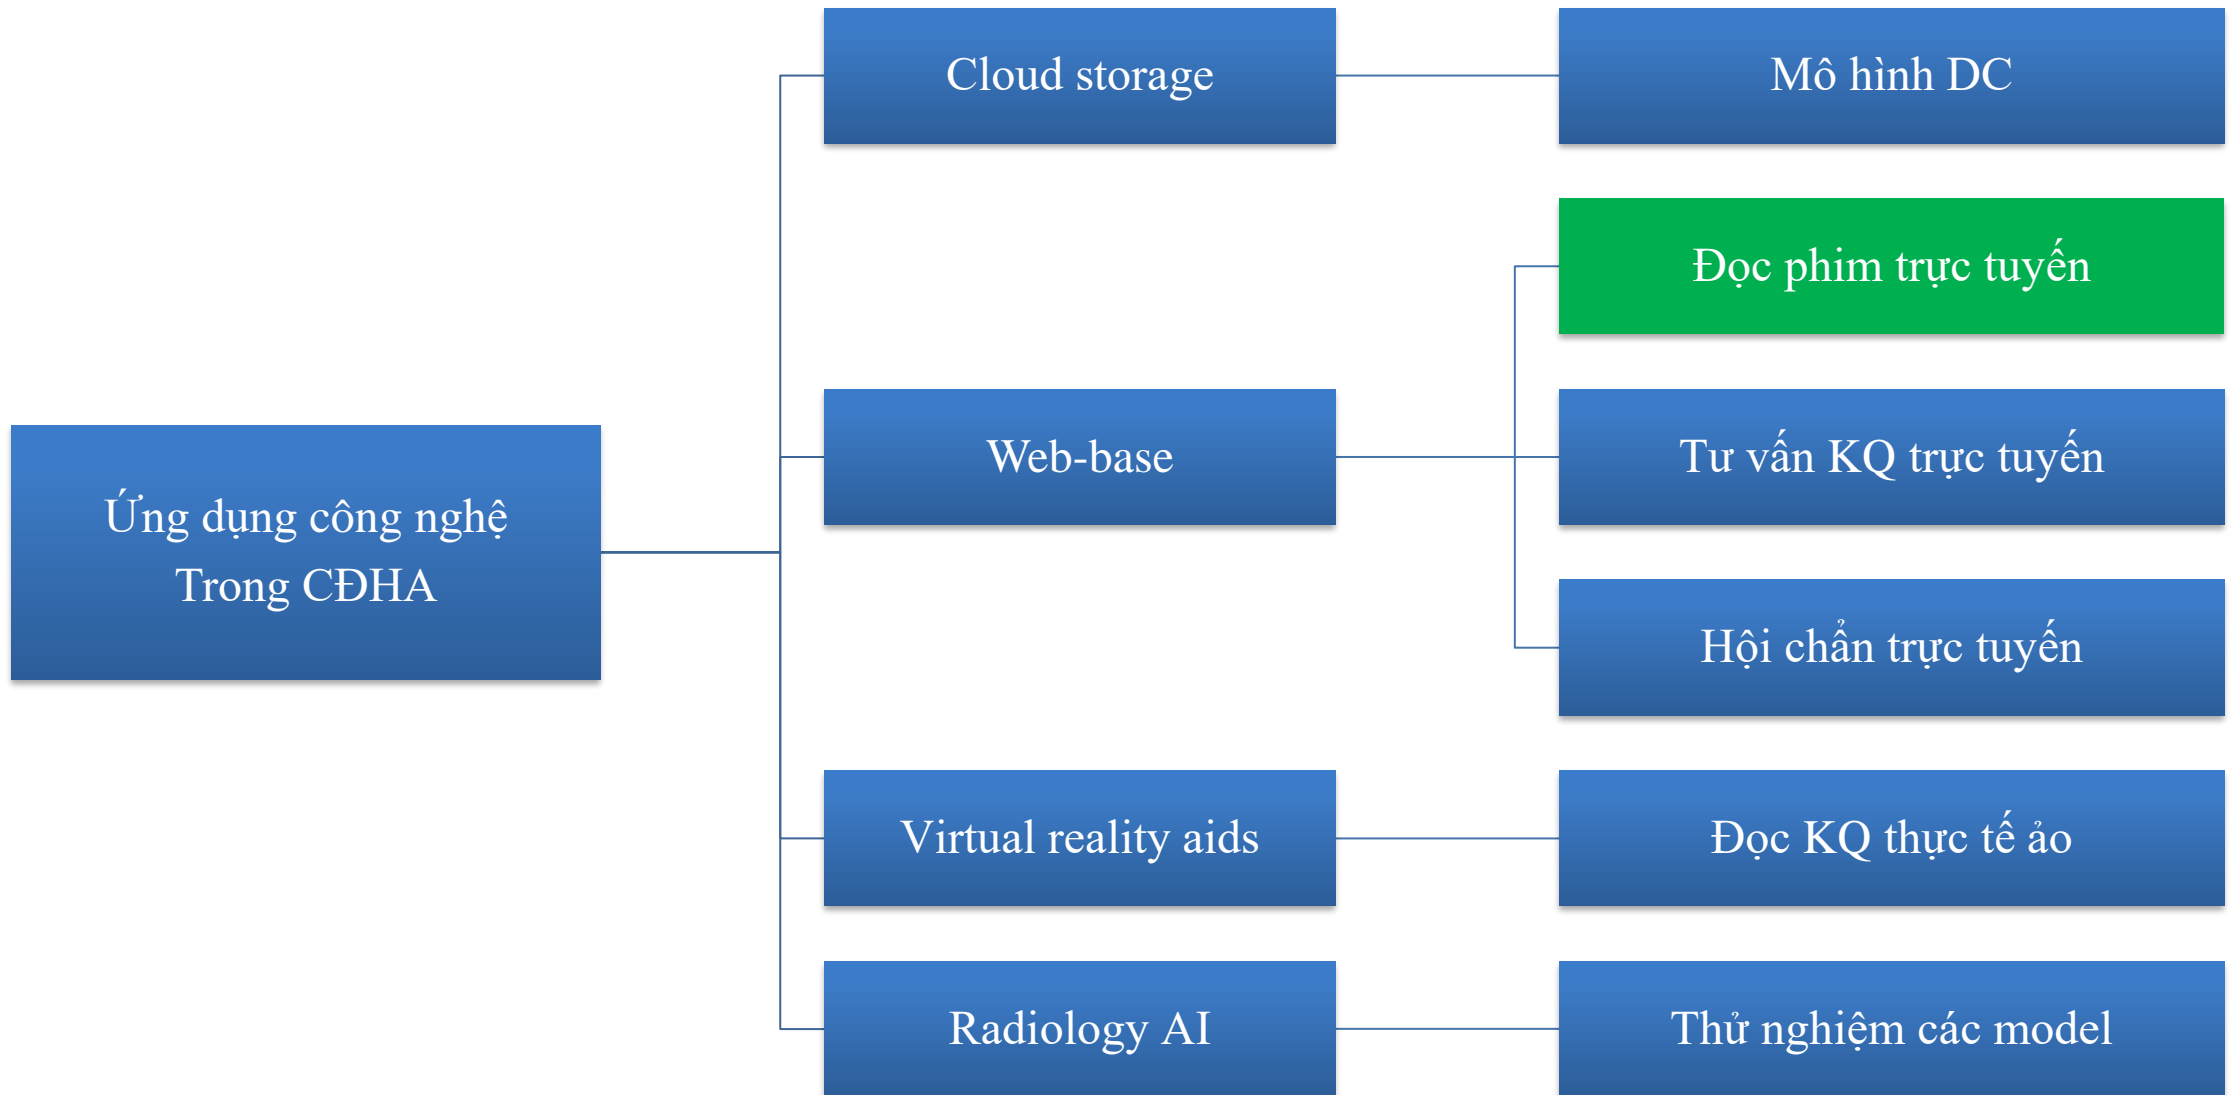 Ứng dụng công nghệ
Trong CĐHA
Cloud storage
Mô hình DC
Web-base
Đọc phim trực tuyến
Tư vấn KQ trực tuyến
Hội chẩn trực tuyến
Virtual reality aids
Đọc KQ thực tế ảo
Radiology AI
Thử nghiệm các model